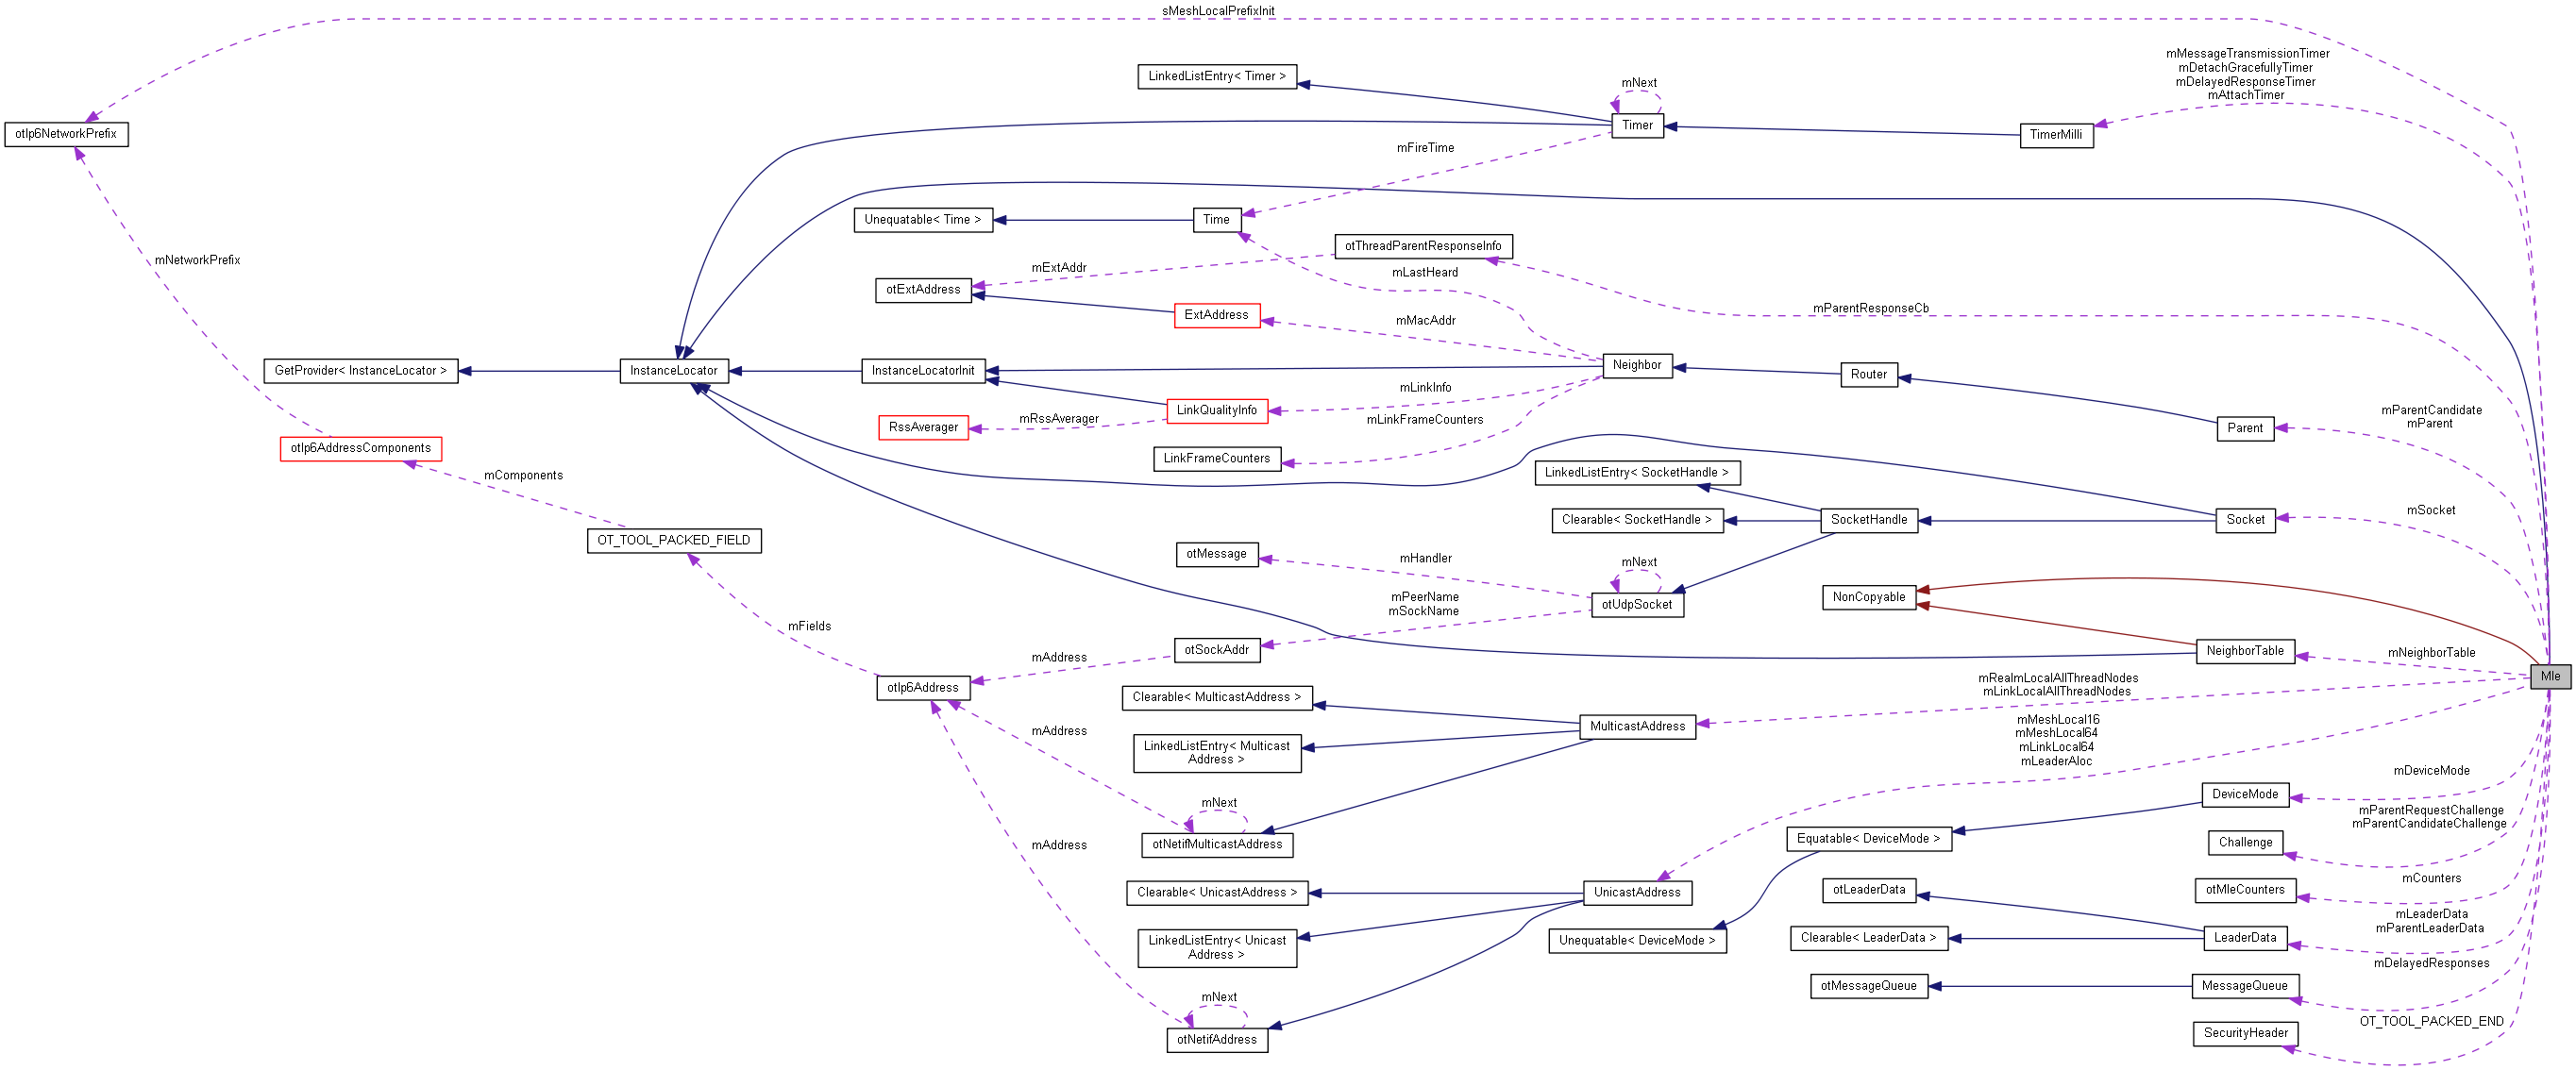 sMeshLocalPrefixInit
mMessageTransmissionTimer
mDetachGracefullyTimer
mDelayedResponseTimer
mAttachTimer
LinkedListEntry< Timer >
mNext
otIp6NetworkPrefix
Timer
TimerMilli
mFireTime
Unequatable< Time >
Time
otThreadParentResponseInfo
mNetworkPrefix
mExtAddr
mLastHeard
otExtAddress
mParentResponseCb
ExtAddress
mMacAddr
GetProvider< InstanceLocator >
InstanceLocator
InstanceLocatorInit
Neighbor
Router
mLinkInfo
LinkQualityInfo
mParentCandidate
mParent
mRssAverager
mLinkFrameCounters
RssAverager
Parent
otIp6AddressComponents
LinkFrameCounters
mComponents
LinkedListEntry< SocketHandle >
mSocket
Clearable< SocketHandle >
SocketHandle
Socket
OT_TOOL_PACKED_FIELD
otMessage
mHandler
mNext
NonCopyable
mPeerName
mSockName
otUdpSocket
mFields
otSockAddr
NeighborTable
mNeighborTable
mAddress
Mle
otIp6Address
mRealmLocalAllThreadNodes
mLinkLocalAllThreadNodes
Clearable< MulticastAddress >
mAddress
MulticastAddress
mMeshLocal16
mMeshLocal64
mLinkLocal64
mLeaderAloc
LinkedListEntry< Multicast
Address >
mDeviceMode
DeviceMode
mNext
mParentRequestChallenge
mParentCandidateChallenge
mAddress
otNetifMulticastAddress
Equatable< DeviceMode >
Challenge
mCounters
Clearable< UnicastAddress >
UnicastAddress
otLeaderData
otMleCounters
mLeaderData
mParentLeaderData
LinkedListEntry< Unicast
Address >
Unequatable< DeviceMode >
Clearable< LeaderData >
LeaderData
mDelayedResponses
otMessageQueue
MessageQueue
mNext
OT_TOOL_PACKED_END
otNetifAddress
SecurityHeader